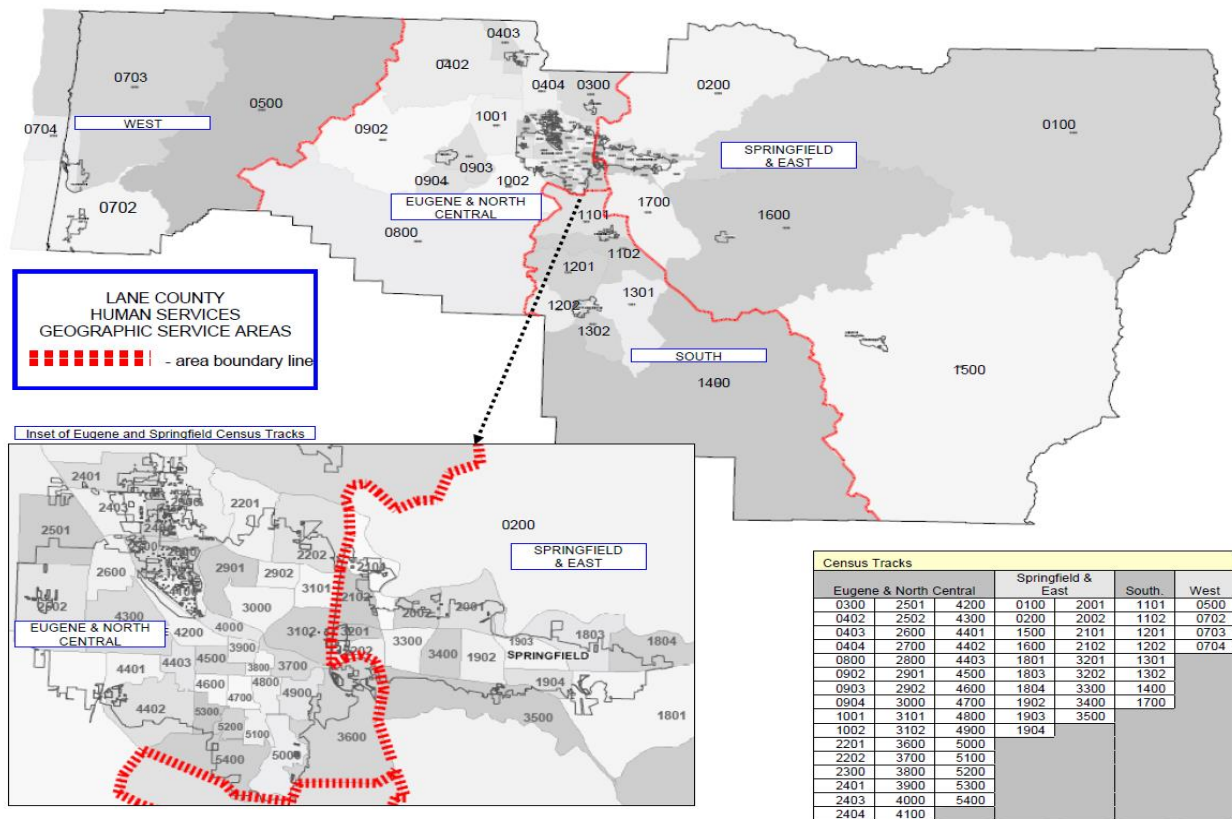 0403
0402
0703
0404
0300
0200
0500
0100
1001
0902
0704
WEST
SPRINGFIELD
& EAST
0903
0904
1002
0702
EUGENE & NORTH
CENTRAL
1700
1101
1600
0800
1102
1201
1301
1202
1302
LANE COUNTY
HUMAN SERVICES
GEOGRAPHIC SERVICE AREAS
- area boundary line
SOUTH
1400
1500
Inset of Eugene and Springfield Census Tracks
2401
2403
2201
2501
0200
SPRINGFIELD
& EAST
2202
2101
2600
2901
2902
3101
2102
2502
3000
2002
2001
4300
EUGENE & NORTH
CENTRAL
4200
4000
3102
3201
3300
1903
1803
1804
3900
3400
1902
SPRINGFIELD
4401
4403
4500
3800
3700
1904
4600
4800
4700
4900
4402
5300
5200
3500
1801
5100
3600
5400
5000
Census Tracks
Eugene & North Central Springfield & East South. West
0300 2501 4200 0100 2001 1101 0500
0402 2502 4300 0200 2002 1102 0702
0403 2600 4401 1500 2101 1201 0703
0404 2700 4402 1600 2102 1202 0704
0800 2800 4403 1801 3201 1301
0902 2901 4500 1803 3202 1302
0903 2902 4600 1804 3300 1400
0904 3000 4700 1902 3400 1700
1001 3101 4800 1903 3500
1002 3102 4900 1904
2201 3600 5000
2202 3700 5100
2300 3800 5200
2401 3900 5300
2403 4000 5400
2404 4100